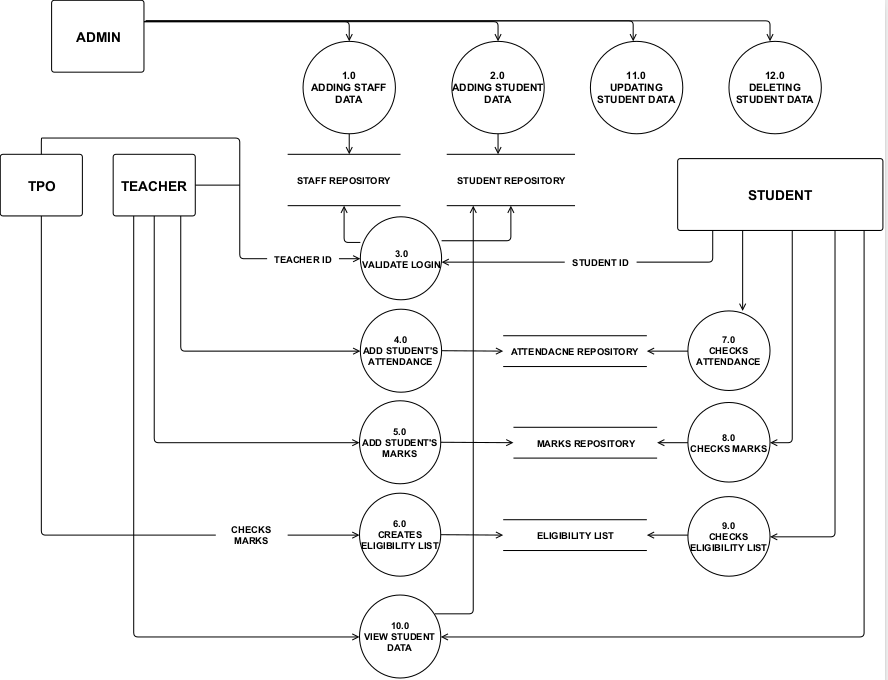 ADMIN
1.0
ADDING STAFF
DATA
2.0
ADDING STUDENT
DATA
11.0
UPDATING
STUDENT DATA
12.0
DELETING
STUDENT DATA
TPO
TEACHER
STAFF REPOSITORY
STUDENT REPOSITORY
STUDENT
TEACHER ID
3.0
VALIDATE LOGIN
STUDENT ID
4.0
ADD STUDENT'S
ATTENDANCE
ATTENDACNE REPOSITORY
7.0
CHECKS
ATTENDANCE
5.0
ADD STUDENT'S
MARKS
MARKS REPOSITORY
8.0
CHECKS MARKS
CHECKS
MARKS
6.0
CREATES
ELIGIBILITY LIST
ELIGIBILITY LIST
9.0
CHECKS
ELIGIBILITY LIST
10.0
VIEW STUDENT
DATA